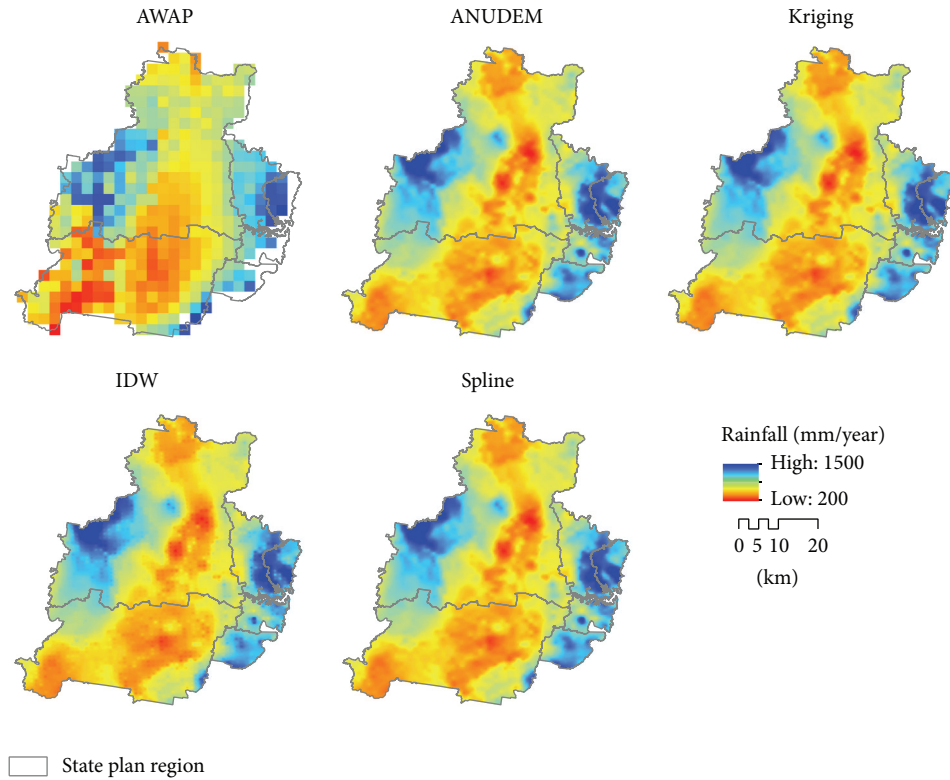 AWAP
ANUDEM
Kriging
IDW
Spline
Rainfall (mm/year)
High: 1500
Low: 200
0 5 10 20
(km)
State plan region